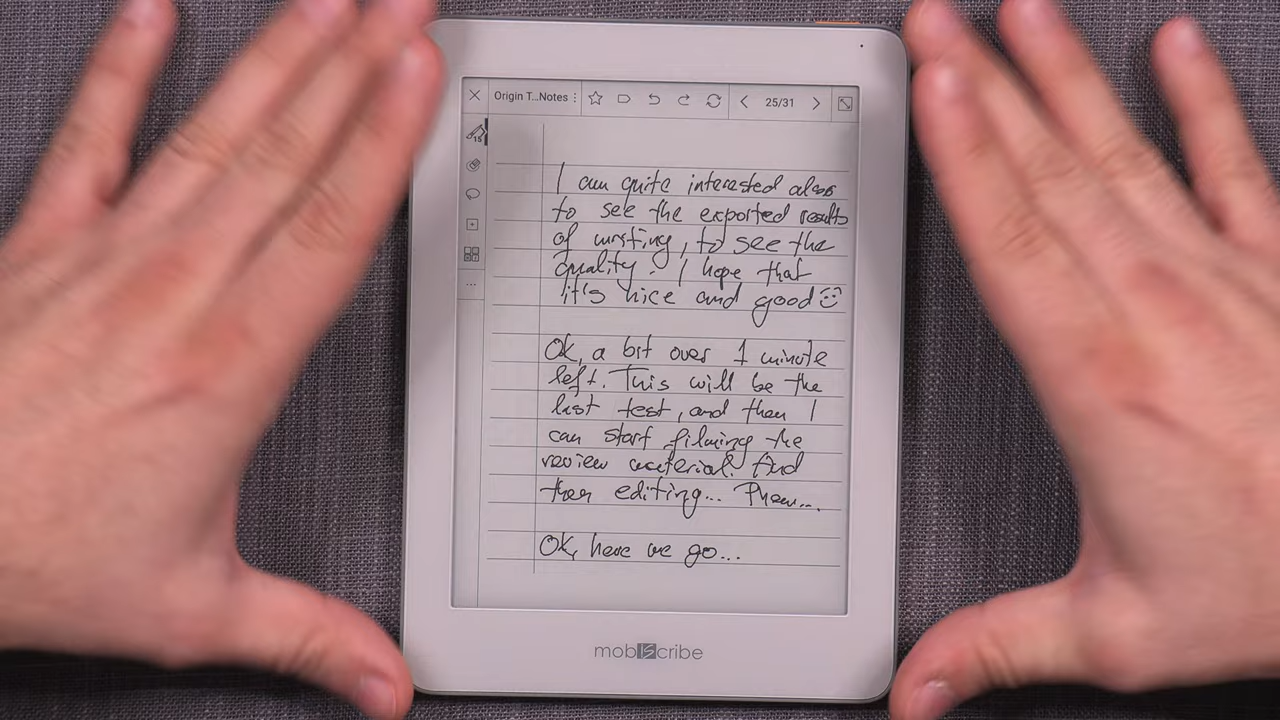 Origin T...Notes
25/31
15
I am quite interested also
to see the exported results
of writing, to see the
quality. I hope that
it's nice and good
Ok, a bit over 1 minute
left. This will be the
last test, and then I
can start filming the
review material. And
then editing... Phew...
Ok, here we go...
mobiscribe